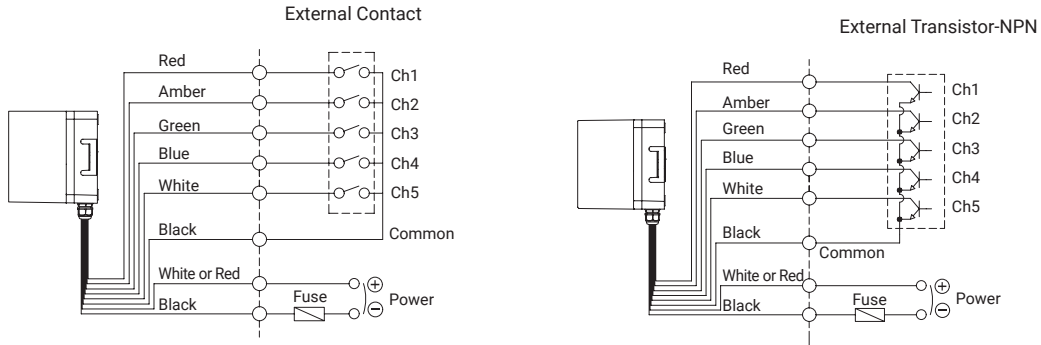 External Contact
Red
Ch1
Amber
Ch2
Green
Ch3
Blue
Ch4
White
Ch5
Black
Common
White or Red
Fuse
Power
Black
External Transistor-NPN
Red
Ch1
Amber
Ch2
Green
Ch3
Blue
Ch4
White
Ch5
Black
Common
White or Red
Fuse
Power
Black